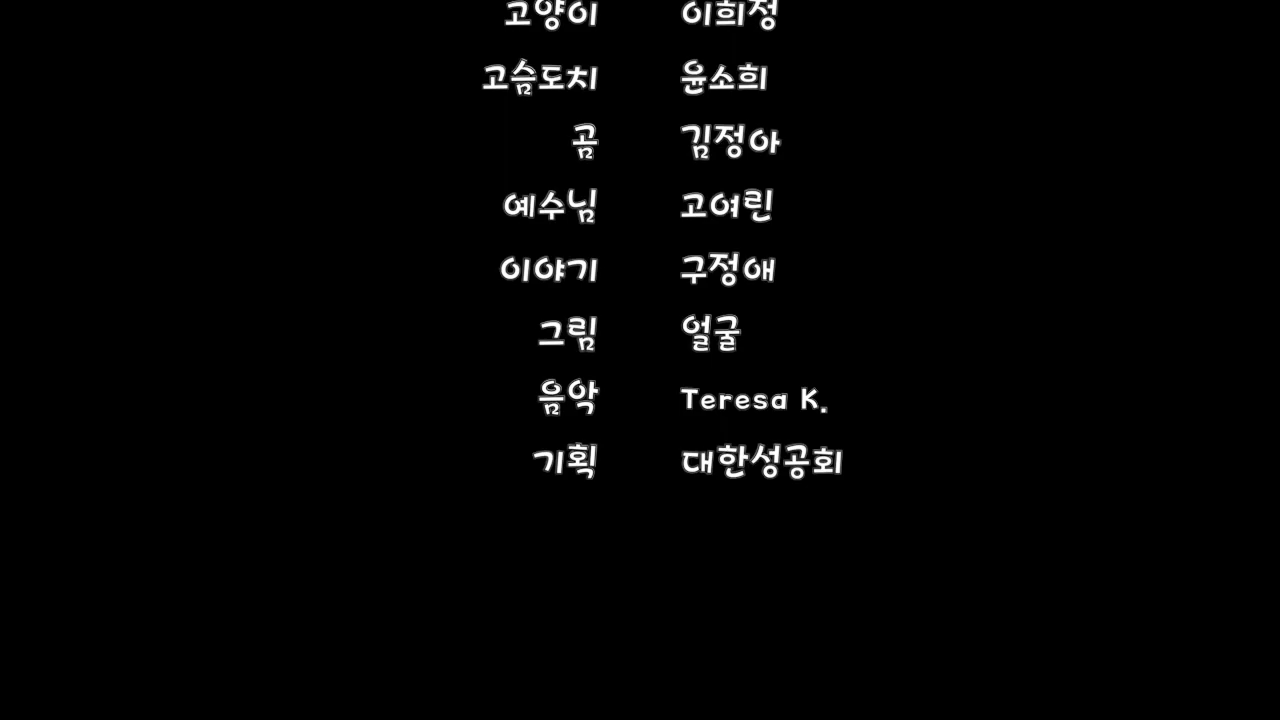 고양이 이희정
고슴도치 윤소희
곰 김정아
예수님 고여린
이야기 구정애
그림 얼굴
음악 Teresa K.
기획 대한성공회